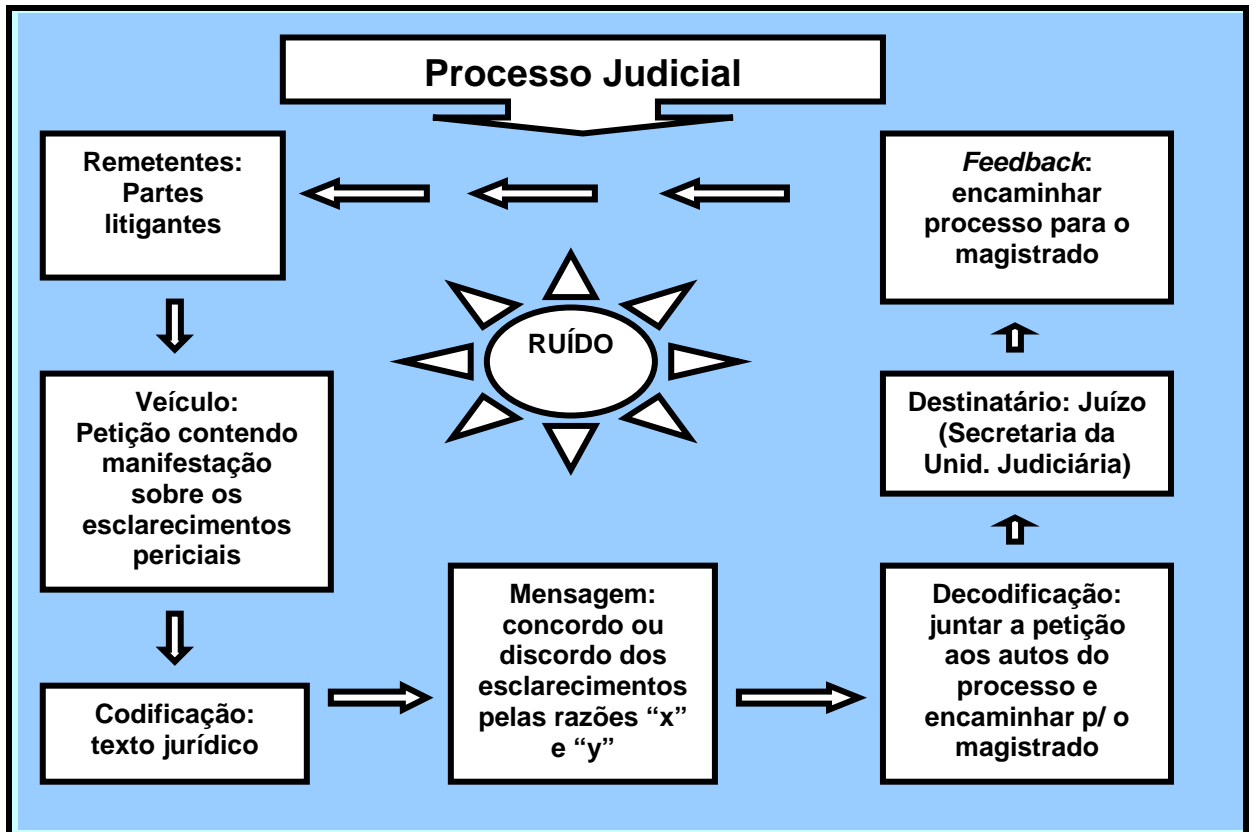 Processo Judicial
Remetentes:
Partes
litigantes
Veículo:
Petição contendo
manifestação
sobre os
esclarecimentos
periciais
Codificação:
texto jurídico
Mensagem:
concordo ou
discordo dos
esclarecimentos
pelas razões “x”
e “y”
Decodificação:
juntar a petição
aos autos do
processo e
encaminhar p/ o
magistrado
Destinatário: Juízo
(Secretaria da
Unid. Judiciária)
Feedback:
encaminhar
processo para o
magistrado
RUÍDO